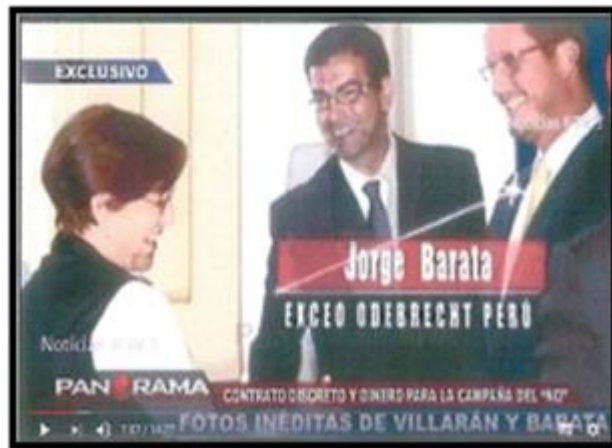 EXCLUSIVO
Jorge Barata
EXCEO ODEBRECHT PERÚ
Noticias
PANORAMA
CONTRATO DISCRETO Y DINERO PARA LA CAMPAÑA DEL "NO"
FOTOS INÉDITAS DE VILLARÁN Y BARATA